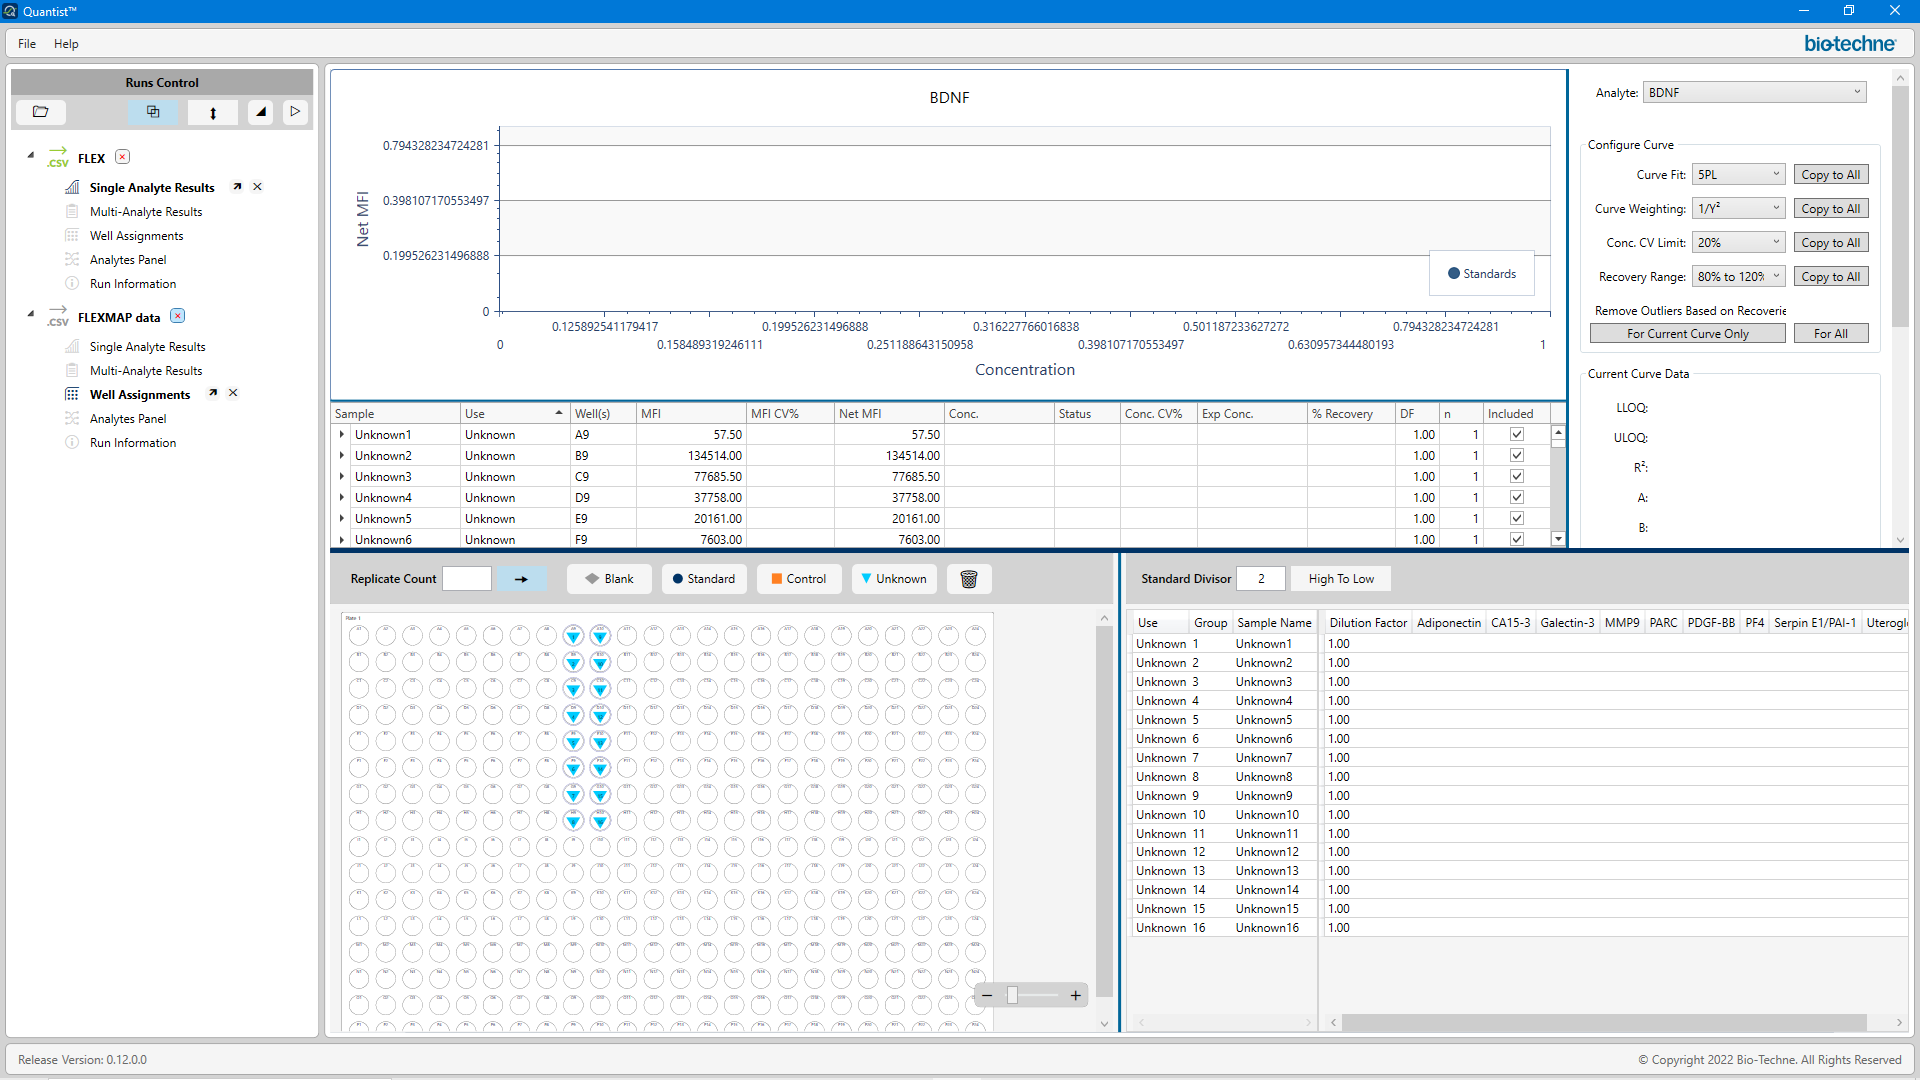 Quantist™
File Help
bio-techne
Runs Control
.CSV FLEX
Single Analyte Results
Multi-Analyte Results
Well Assignments
Analytes Panel
Run Information
.CSV FLEXMAP data
Single Analyte Results
Multi-Analyte Results
Well Assignments
Analytes Panel
Run Information
BDNF
Net MFI
0.794328234724281
0.398107170553497
0.199526231496888
0
Standards
0.125892541179417 0.199526231496888 0.316227766016838 0.501187233627272 0.794328234724281
0 0.158489319246111 0.251188643150958 0.398107170553497 0.630957344480193 1
Concentration
Analyte: BDNF
Configure Curve
Curve Fit: 5PL Copy to All
Curve Weighting: 1/Y² Copy to All
Conc. CV Limit: 20% Copy to All
Recovery Range: 80% to 120% Copy to All
Remove Outliers Based on Recoverie
For Current Curve Only For All
Current Curve Data
LLOQ:
ULOQ:
R²:
A:
B:
Sample Use Well(s) MFI MFI CV% Net MFI Conc. Status Conc. CV% Exp Conc. % Recovery DF n Included
Unknown1 Unknown A9 57.50 57.50 1.00 1
Unknown2 Unknown B9 134514.00 134514.00 1.00 1
Unknown3 Unknown C9 77685.50 77685.50 1.00 1
Unknown4 Unknown D9 37758.00 37758.00 1.00 1
Unknown5 Unknown E9 20161.00 20161.00 1.00 1
Unknown6 Unknown F9 7603.00 7603.00 1.00 1
Replicate Count Blank Standard Control Unknown
Plate 1
Standard Divisor 2 High To Low
Use Group Sample Name Dilution Factor Adiponectin CA15-3 Galectin-3 MMP9 PARC PDGF-BB PF4 Serpin E1/PAI-1 Uteroglo
Unknown 1 Unknown1 1.00
Unknown 2 Unknown2 1.00
Unknown 3 Unknown3 1.00
Unknown 4 Unknown4 1.00
Unknown 5 Unknown5 1.00
Unknown 6 Unknown6 1.00
Unknown 7 Unknown7 1.00
Unknown 8 Unknown8 1.00
Unknown 9 Unknown9 1.00
Unknown 10 Unknown10 1.00
Unknown 11 Unknown11 1.00
Unknown 12 Unknown12 1.00
Unknown 13 Unknown13 1.00
Unknown 14 Unknown14 1.00
Unknown 15 Unknown15 1.00
Unknown 16 Unknown16 1.00
Release Version: 0.12.0.0
© Copyright 2022 Bio-Techne. All Rights Reserved